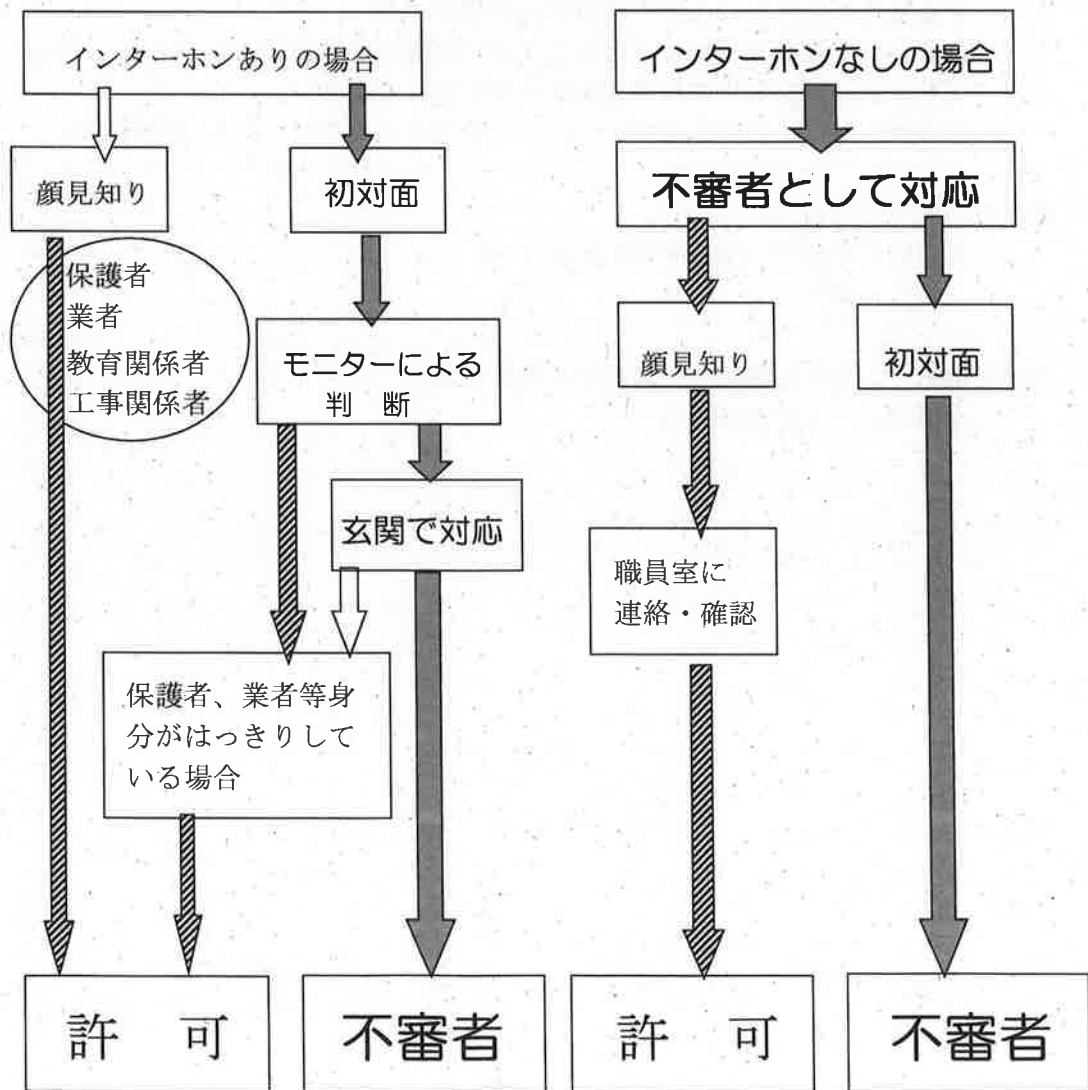 インターホンありの場合
顔見知り
初対面
保護者
業者
教育関係者
工事関係者
モニターによる
判 断
玄関で対応
保護者、業者等身
分がはっきりして
いる場合
許 可
不審者
インターホンなしの場合
不審者として対応
顔見知り
初対面
職員室に
連絡・確認
許 可
不審者